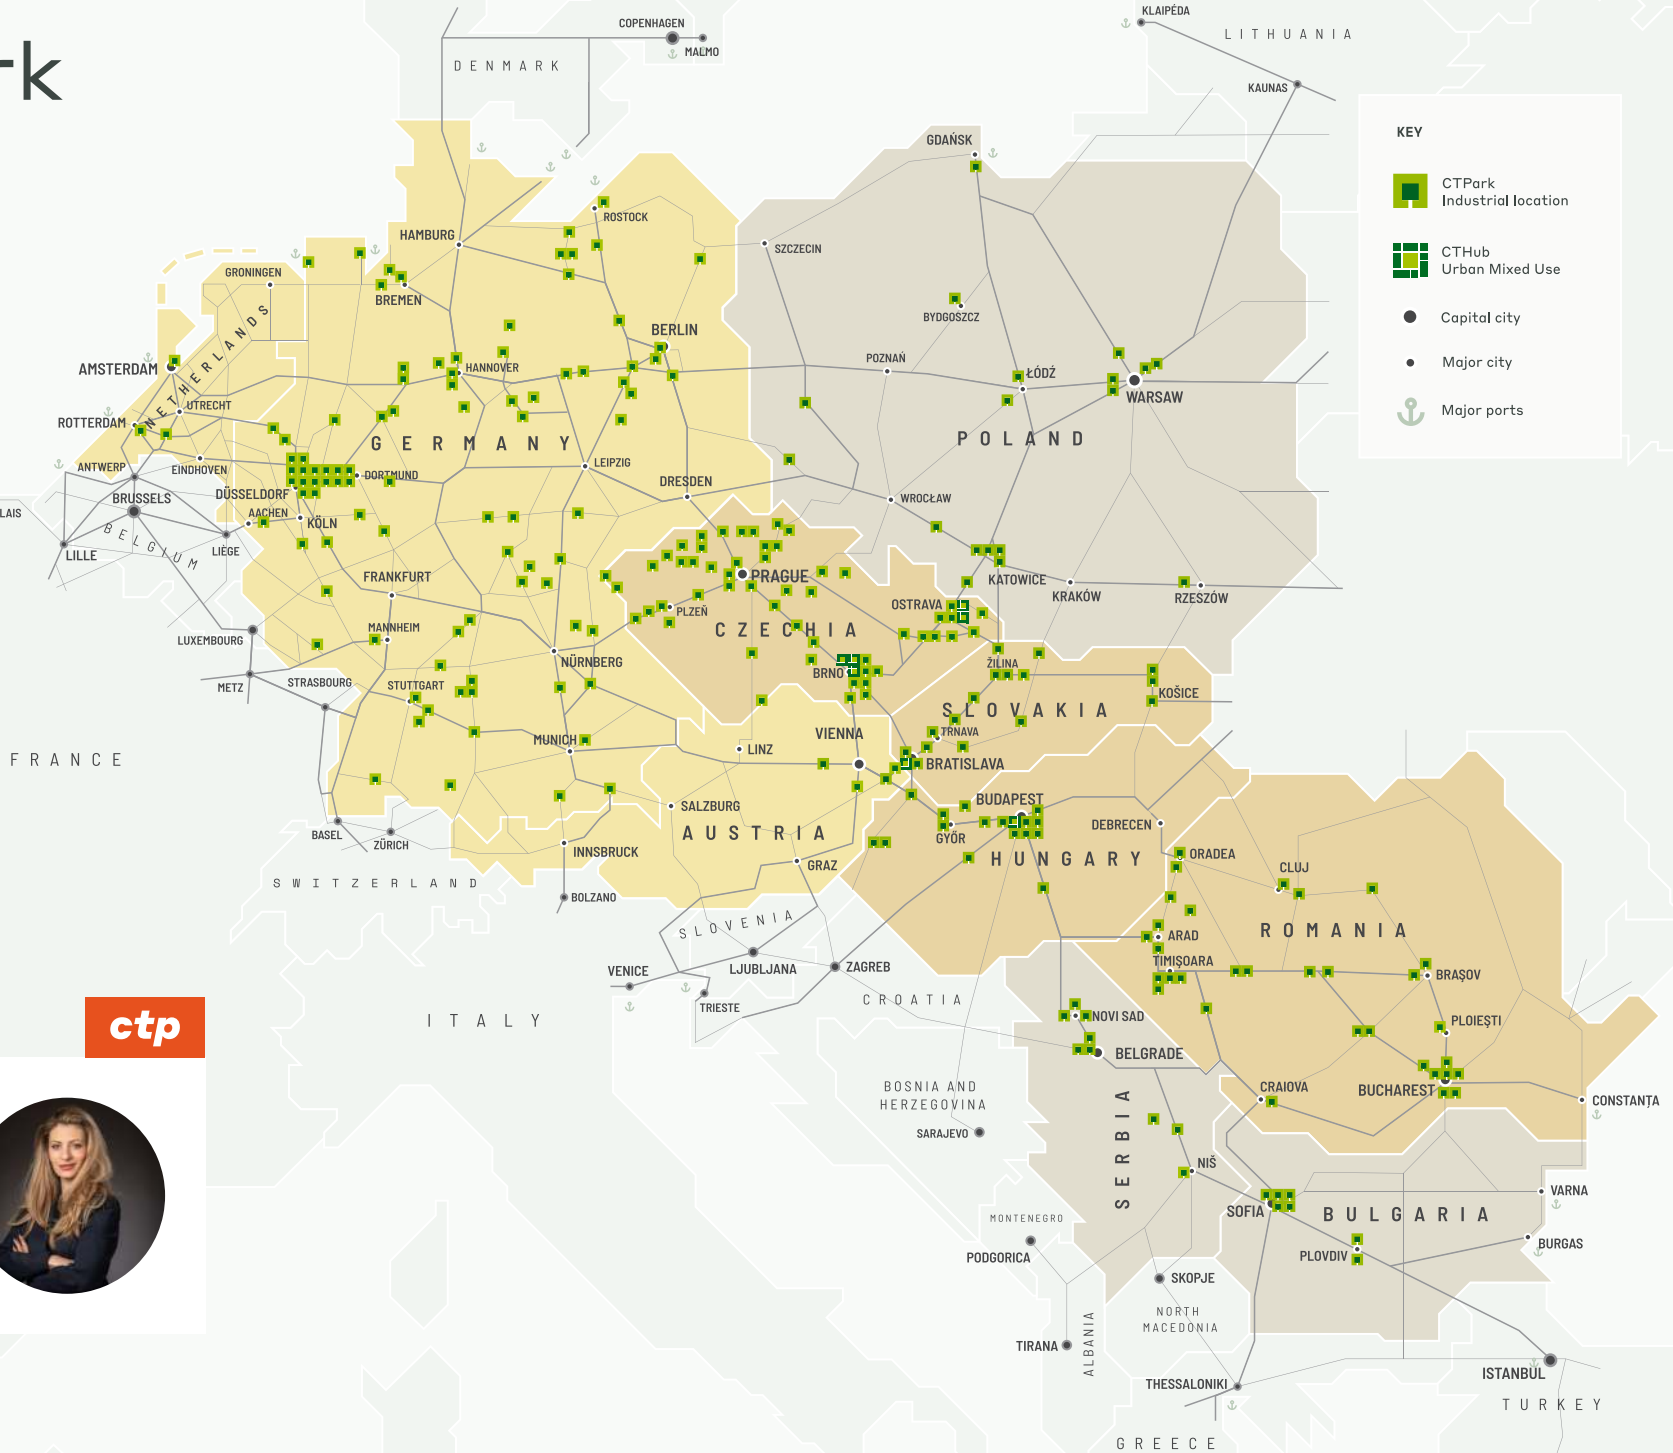 rk
KLAIPĖDA
COPENHAGEN
MALMO
LITHUANIA
DENMARK
KAUNAS
KEY
CTPark
Industrial location
CTHub
Urban Mixed Use
Capital city
Major city
Major ports
GDAŃSK
ROSTOCK
HAMBURG
SZCZECIN
GRONINGEN
BREMEN
BYDGOSZCZ
BERLIN
NETHERLANDS
POZNAŃ
AMSTERDAM
HANNOVER
ŁÓDŹ
WARSAW
UTRECHT
ROTTERDAM
GERMANY
POLAND
ANTWERP
EINDHOVEN
LEIPZIG
DORTMUND
DRESDEN
DÜSSELDORF
BRUSSELS
WROCŁAW
LAIS
AACHEN
KÖLN
BELGIUM
LIÈGE
LILLE
FRANKFURT
PRAGUE
KATOWICE
KRAKÓW
RZESZÓW
OSTRAVA
PLZEŇ
MANNHEIM
CZECHIA
LUXEMBOURG
NÜRNBERG
ŽILINA
BRNO
METZ
STRASBOURG
STUTTGART
KOŠICE
SLOVAKIA
TRNAVA
VIENNA
MUNICH
LINZ
FRANCE
BRATISLAVA
BUDAPEST
SALZBURG
DEBRECEN
BASEL
ZÜRICH
AUSTRIA
GYŐR
INNSBRUCK
HUNGARY
ORADEA
GRAZ
CLUJ
SWITZERLAND
BOLZANO
SLOVENIA
ROMANIA
ARAD
TIMIȘOARA
VENICE
LJUBLJANA
ZAGREB
BRAȘOV
TRIESTE
CROATIA
NOVI SAD
PLOIEȘTI
ITALY
ctp
BELGRADE
BOSNIA AND
HERZEGOVINA
CRAIOVA
BUCHAREST
CONSTANȚA
SARAJEVO
SERBIA
NIŠ
VARNA
SOFIA
BULGARIA
MONTENEGRO
PODGORICA
PLOVDIV
BURGAS
SKOPJE
NORTH
MACEDONIA
TIRANA
ALBANIA
ISTANBUL
THESSALONIKI
TURKEY
GREECE